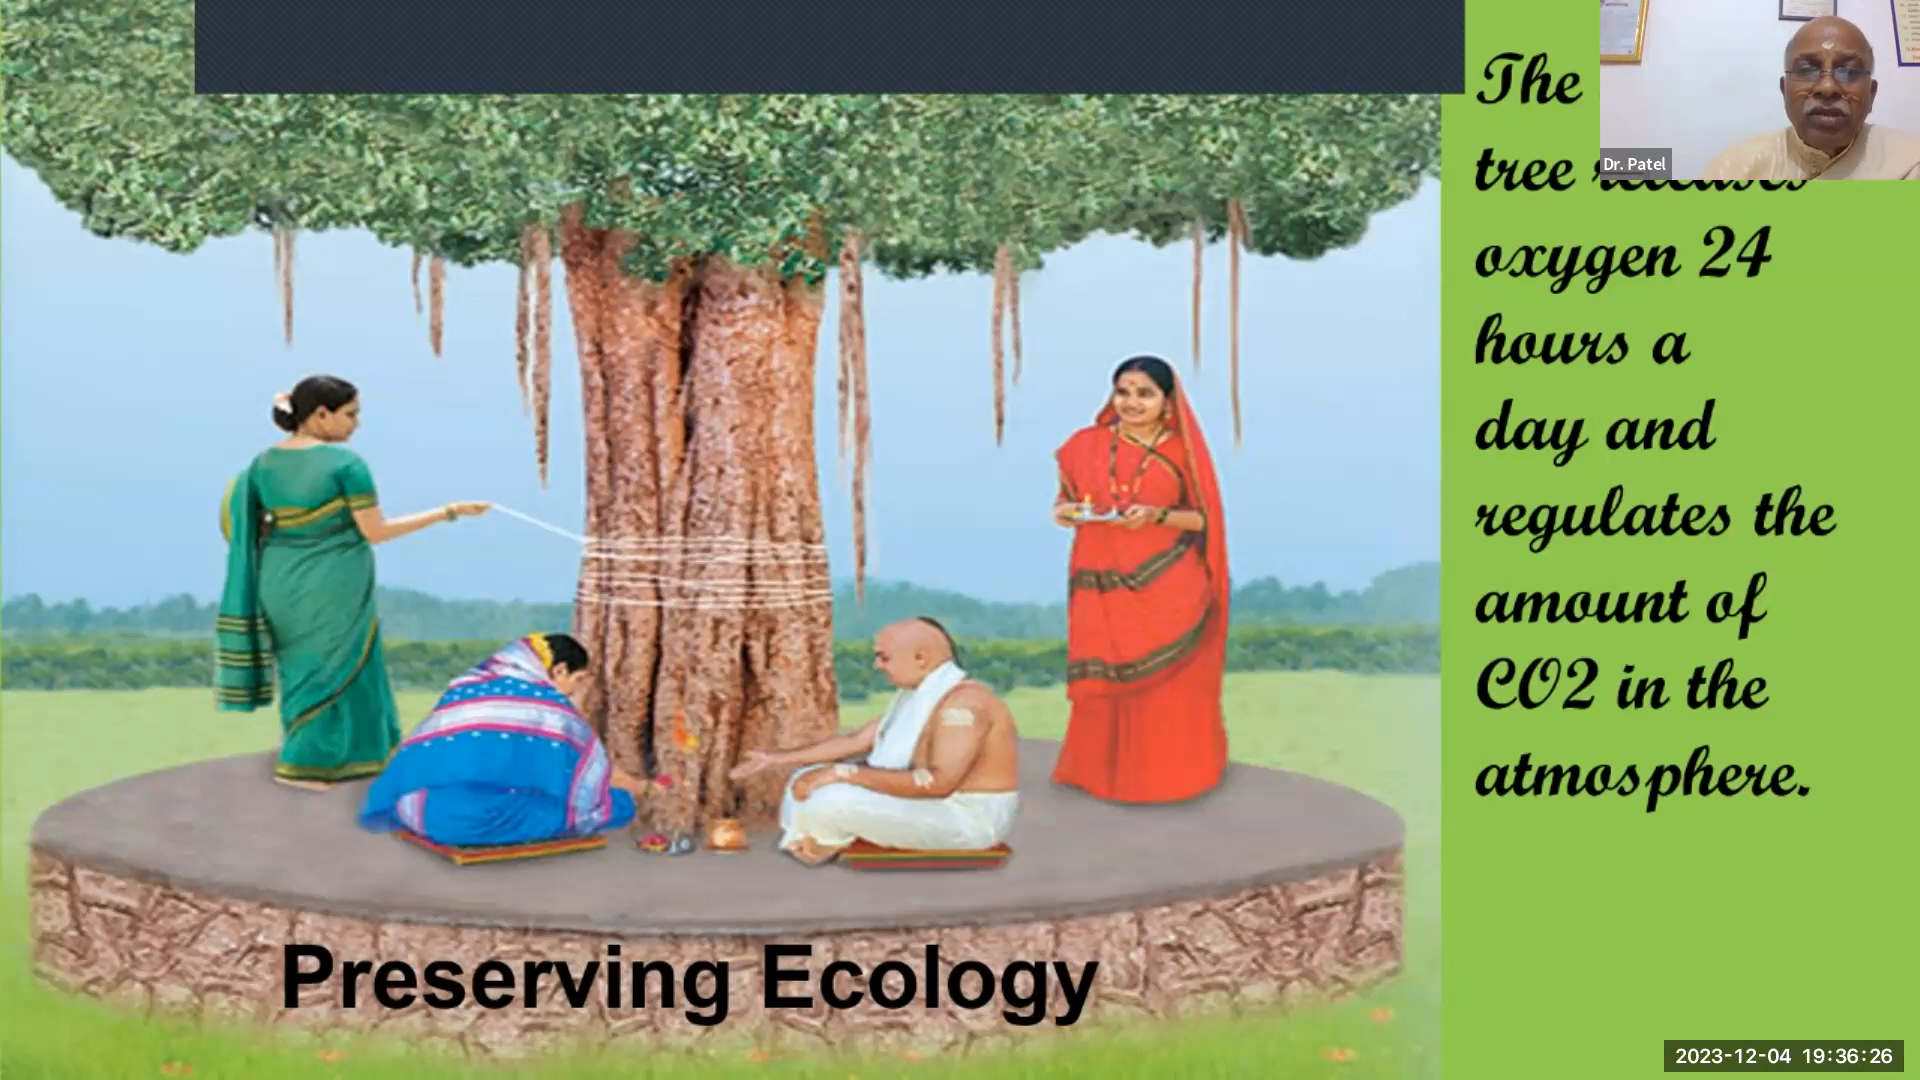 The
tree releases
oxygen 24
hours a
day and
regulates the
amount of
CO2 in the
atmosphere.
Dr. Patel
Preserving Ecology
2023-12-04 19:36:26